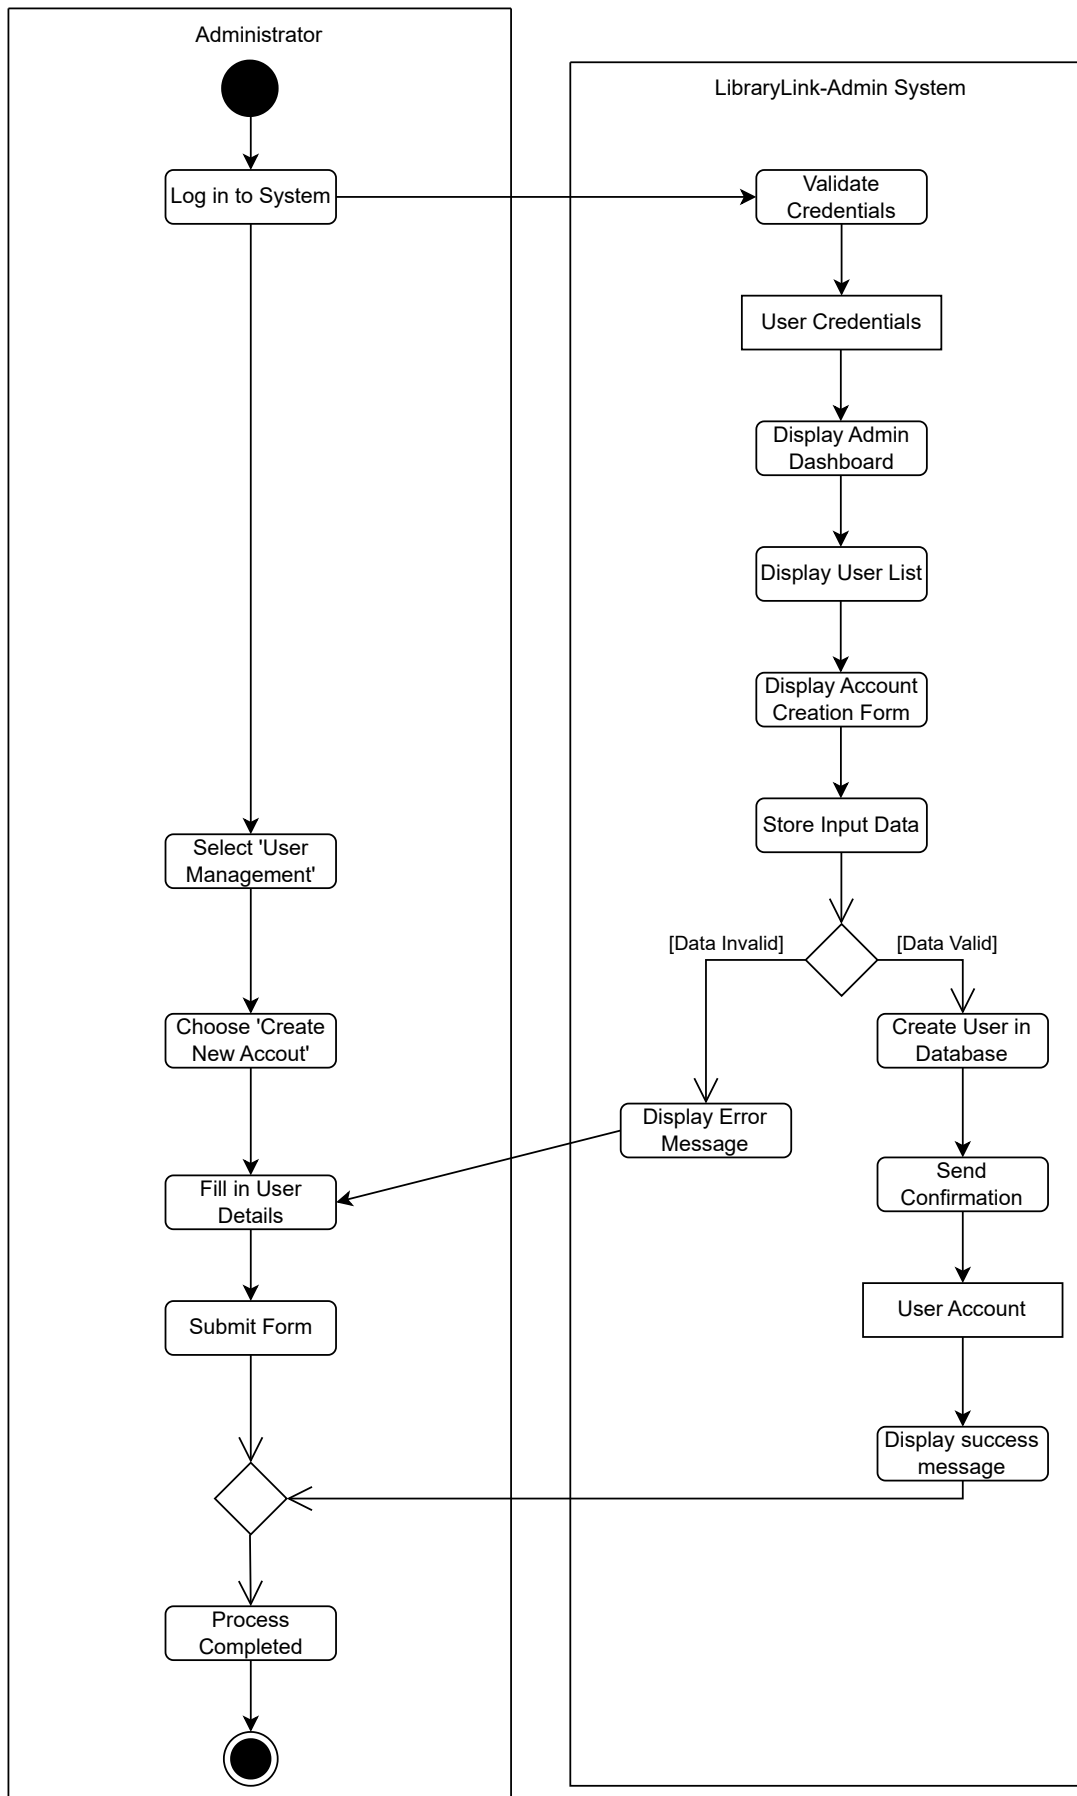 Administrator
LibraryLink-Admin System
Log in to System
Validate
Credentials
User Credentials
Display Admin
Dashboard
Display User List
Display Account
Creation Form
Store Input Data
Select 'User
Management'
[Data Invalid]
[Data Valid]
Choose 'Create
New Accout'
Create User in
Database
Display Error
Message
Fill in User
Details
Send
Confirmation
Submit Form
User Account
Display success
message
Process
Completed